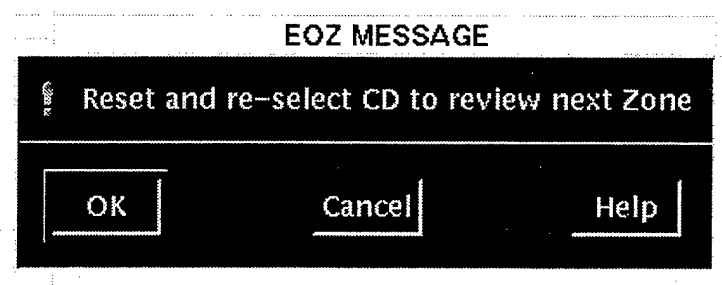 EOZ MESSAGE
! Reset and re-select CD to review next Zone
OK
Cancel
Help